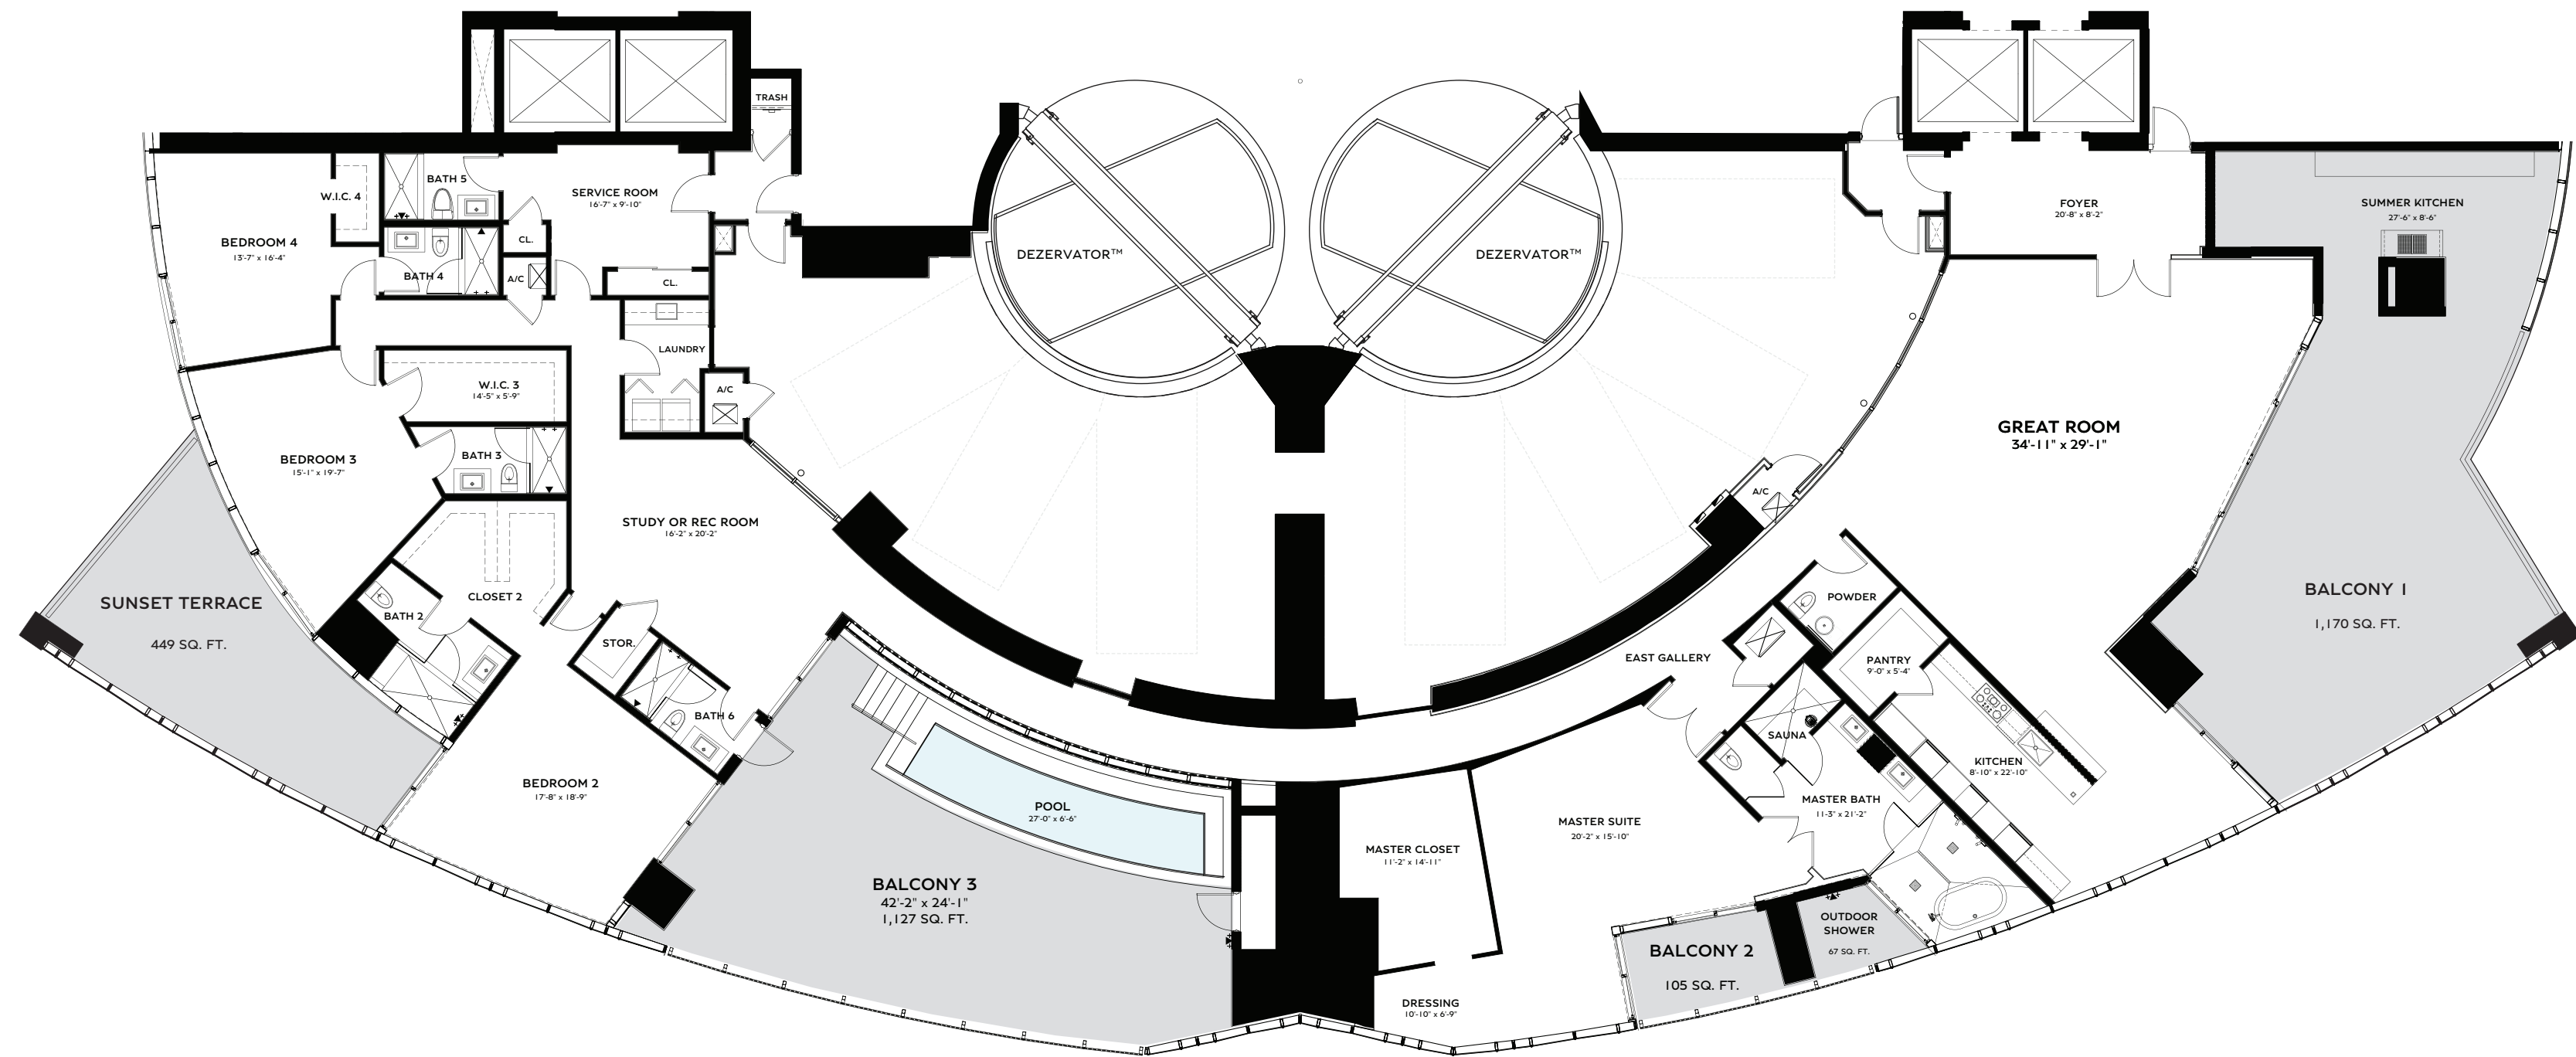 TRASH
BATH 5
W.I.C. 4
SERVICE ROOM
16'-7" x 9'-10"
CL.
BEDROOM 4
13'-7" x 16'-4"
BATH 4
A/C
CL.
LAUNDRY
W.I.C. 3
14'-5" x 5'-9"
A/C
BEDROOM 3
15'-1" x 19'-7"
BATH 3
STUDY OR REC ROOM
16'-2" x 20'-2"
SUNSET TERRACE
449 SQ. FT.
CLOSET 2
BATH 2
STOR.
BATH 6
BEDROOM 2
17'-8" x 18'-9"
POOL
27'-0" x 6'-6"
BALCONY 3
42'-2" x 24'-1"
1,127 SQ. FT.
DEZERVATOR™
DEZERVATOR™
FOYER
20'-8" x 8'-2"
SUMMER KITCHEN
27'-6" x 8'-6"
GREAT ROOM
34'-11" x 29'-1"
A/C
BALCONY 1
1,170 SQ. FT.
POWDER
EAST GALLERY
PANTRY
9'-0" x 5'-4"
SAUNA
KITCHEN
8'-10" x 22'-10"
MASTER BATH
11-3" x 21'-2"
MASTER SUITE
20'-2" x 15'-10"
MASTER CLOSET
11'-2" x 14'-11"
OUTDOOR
SHOWER
67 SQ. FT.
BALCONY 2
105 SQ. FT.
DRESSING
10'-10" x 6'-9"